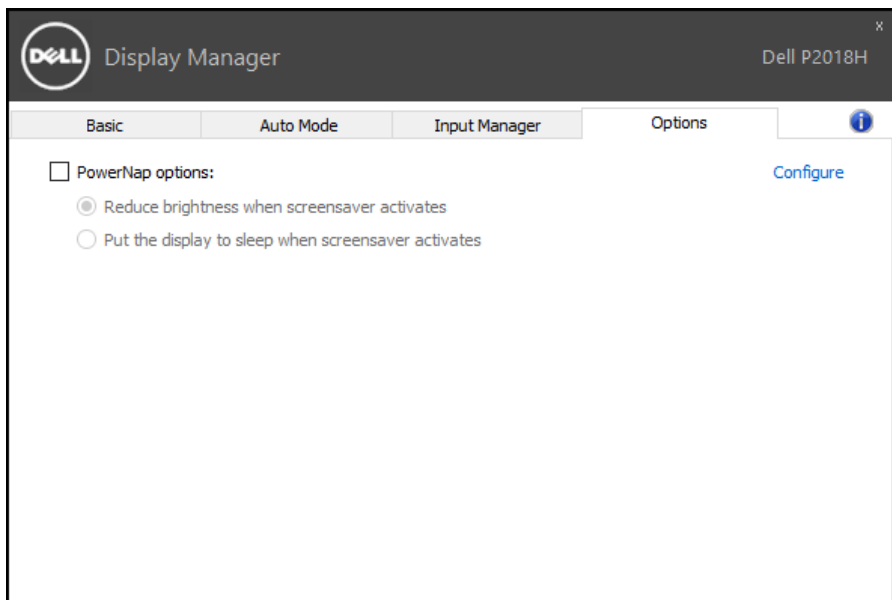 DELL Display Manager
x
Dell P2018H
Basic Auto Mode Input Manager Options i
PowerNap options: Configure
Reduce brightness when screensaver activates
Put the display to sleep when screensaver activates